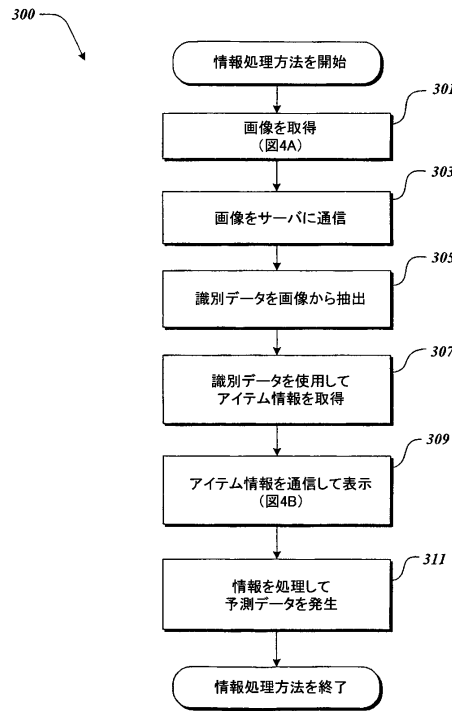 300
情報処理方法を開始
301
画像を取得
(図4A)
303
画像をサーバに通信
305
識別データを画像から抽出
307
識別データを使用して
アイテム情報を取得
309
アイテム情報を通信して表示
(図4B)
311
情報を処理して
予測データを発生
情報処理方法を終了